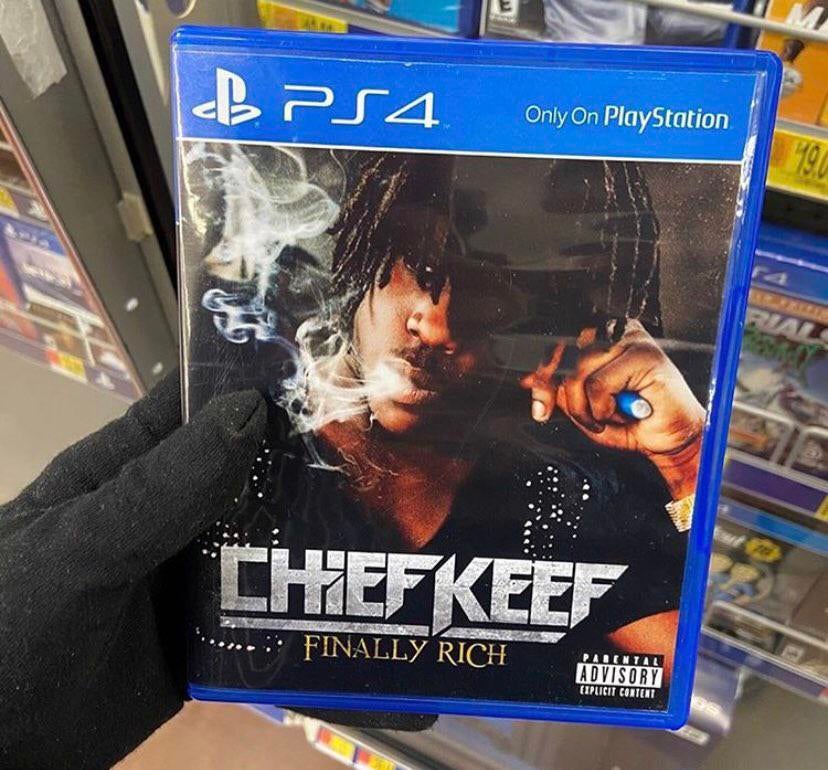 PS4
Only On PlayStation
CHIEF KEEF
FINALLY RICH
PARENTAL
ADVISORY
EXPLICIT CONTENT